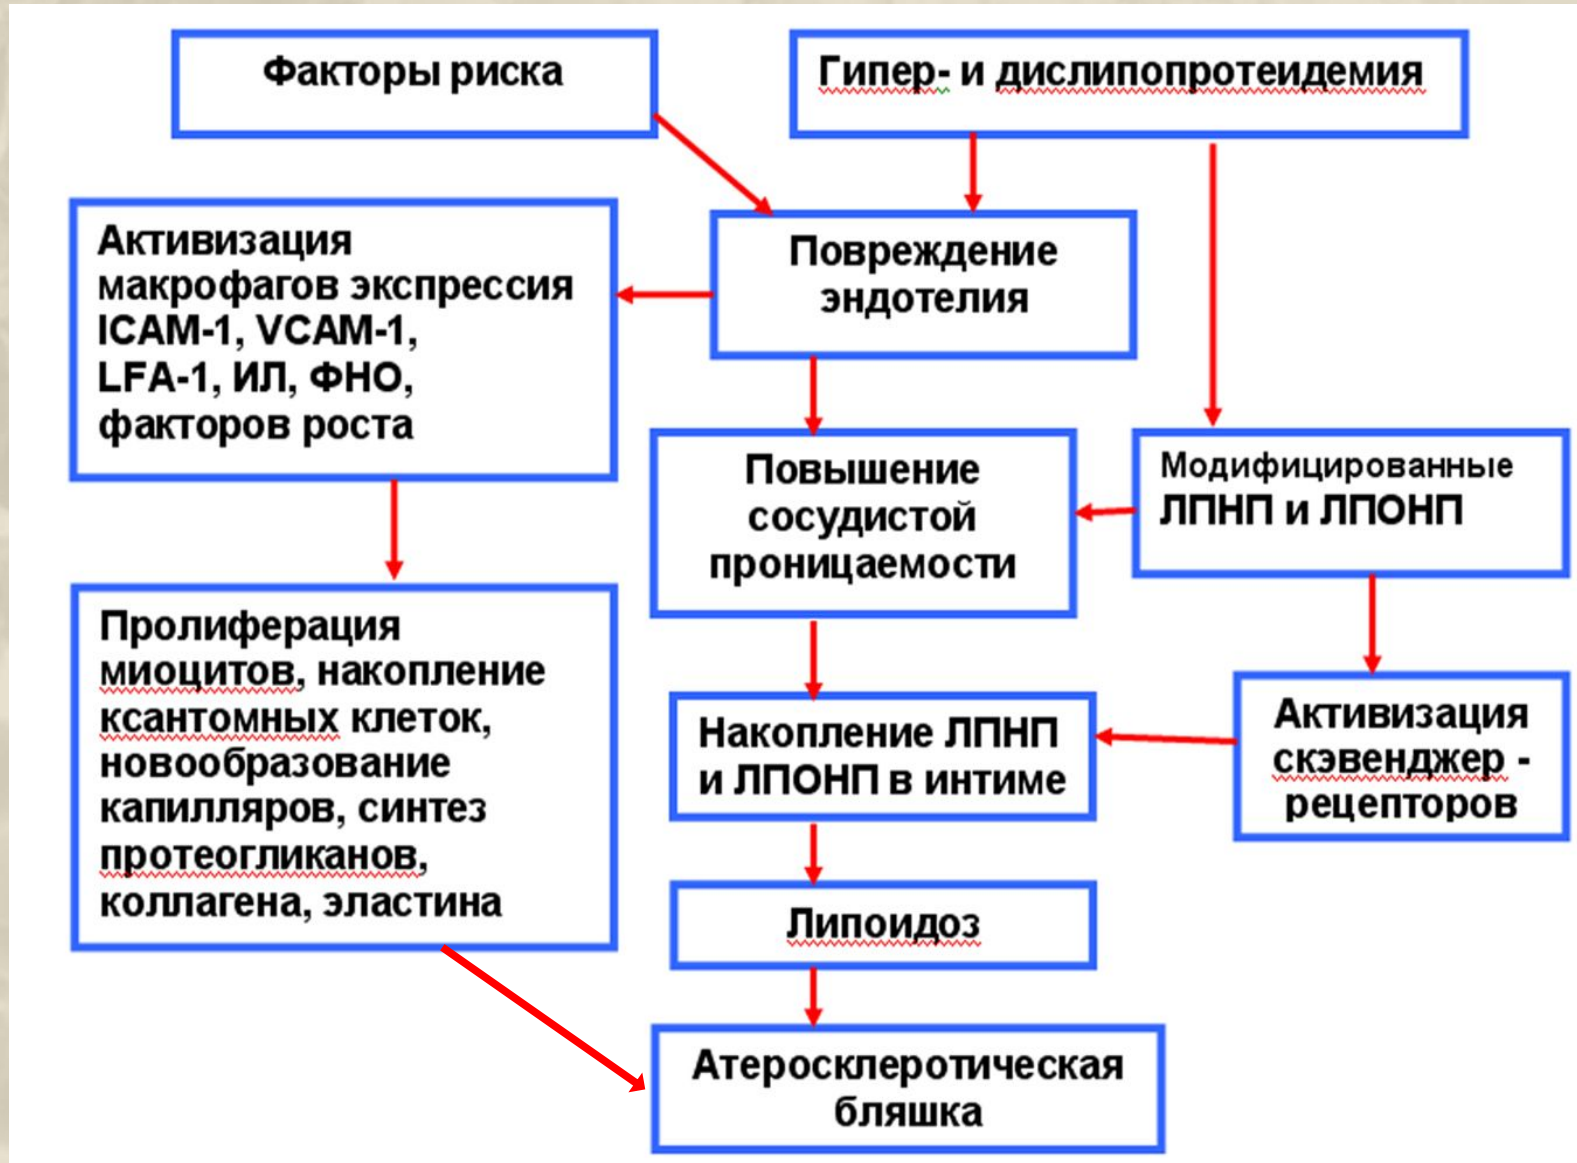 Факторы риска
Гипер- и дислипопротеидемия
Активизация
макрофагов экспрессия
ICAM-1, VCAM-1,
LFA-1, ИЛ, ФНО,
факторов роста
Повреждение
эндотелия
Повышение
сосудистой
проницаемости
Модифицированные
ЛПНП и ЛПОНП
Пролиферация
миоцитов, накопление
ксантомных клеток,
новообразование
капилляров, синтез
протеогликанов,
коллагена, эластина
Накопление ЛПНП
и ЛПОНП в интиме
Активизация
скэвенджер -
рецепторов
Липоидоз
Атеросклеротическая
бляшка